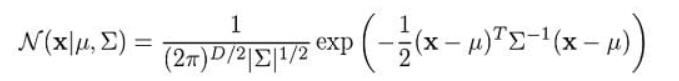 𝒩(x|μ, Σ) = 1/((2π)^{D/2}|Σ|^{1/2}) exp(−1/2(x − μ)^T Σ^{−1}(x − μ))